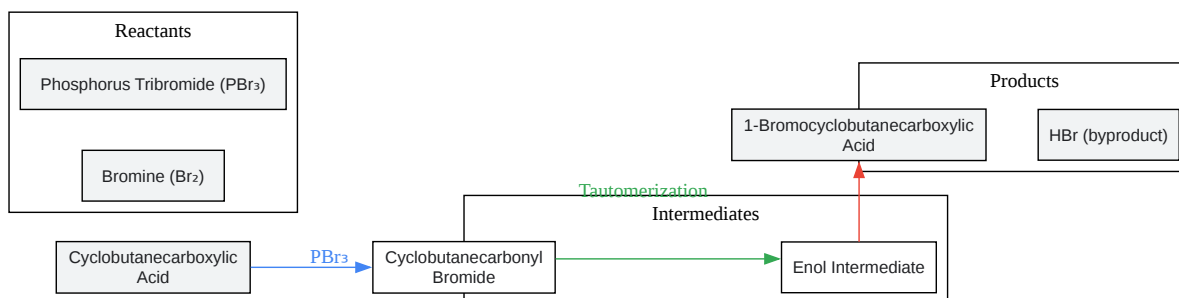 Reactants
Phosphorus Tribromide (PBr₃)
Bromine (Br₂)
Products
1-Bromocyclobutanecarboxylic
Acid
HBr (byproduct)
Tautomerization
Intermediates
Cyclobutanecarboxylic
Acid
PBr₃
Cyclobutanecarbonyl
Bromide
Enol Intermediate